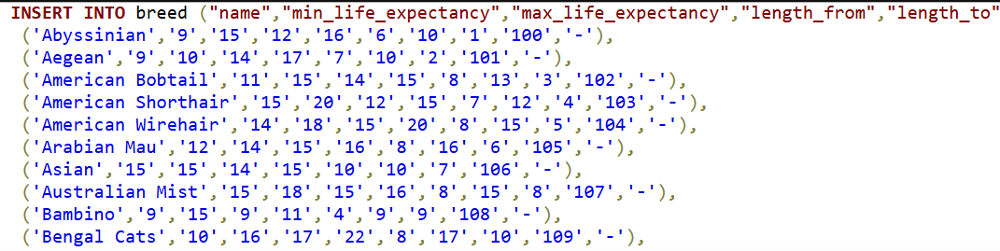 INSERT INTO breed ("name","min_life_expectancy","max_life_expectancy","length_from","length_to"
('Abyssinian','9','15','12','16','6','10','1','100','-'),
('Aegean','9','10','14','17','7','10','2','101','-'),
('American Bobtail','11','15','14','15','8','13','3','102','-'),
('American Shorthair','15','20','12','15','7','12','4','103','-'),
('American Wirehair','14','18','15','20','8','15','5','104','-'),
('Arabian Mau','12','14','15','16','8','16','6','105','-'),
('Asian','15','15','14','15','10','10','7','106','-'),
('Australian Mist','15','18','15','16','8','15','8','107','-'),
('Bambino','9','15','9','11','4','9','9','108','-'),
('Bengal Cats','10','16','17','22','8','17','10','109','-'),